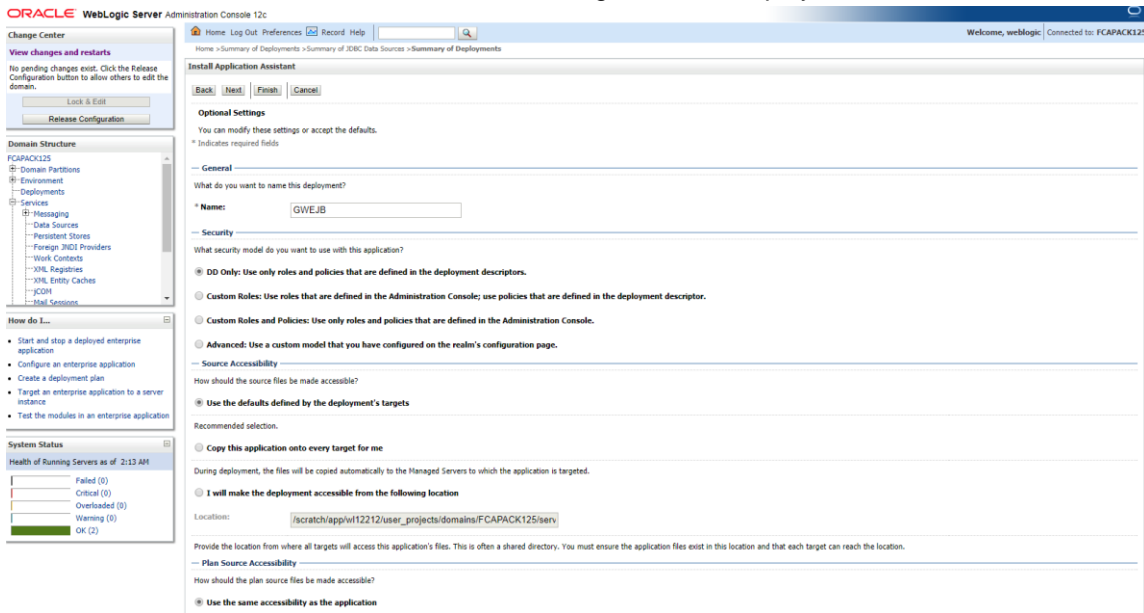 ORACLE WebLogic Server Administration Console 12c
Change Center
View changes and restarts
No pending changes exist. Click the Release
Configuration button to allow others to edit the
domain.
Lock & Edit
Release Configuration
Domain Structure
FCAPACK125
Domain Partitions
Environment
Deployments
Services
Messaging
Data Sources
Persistent Stores
Foreign JNDI Providers
Work Contexts
XML Registries
XML Entity Caches
jCOM
Mail Sessions
How do I...
Start and stop a deployed enterprise
application
Configure an enterprise application
Create a deployment plan
Target an enterprise application to a server
instance
Test the modules in an enterprise application
System Status
Health of Running Servers as of 2:13 AM
Failed (0)
Critical (0)
Overloaded (0)
Warning (0)
OK (2)
Home Log Out Preferences Record Help
Welcome, weblogic Connected to: FCAPACK125
Home >Summary of Deployments >Summary of JDBC Data Sources >Summary of Deployments
Install Application Assistant
Back Next Finish Cancel
Optional Settings
You can modify these settings or accept the defaults.
* Indicates required fields
General
What do you want to name this deployment?
* Name: GWEJB
Security
What security model do you want to use with this application?
DD Only: Use only roles and policies that are defined in the deployment descriptors.
Custom Roles: Use roles that are defined in the Administration Console; use policies that are defined in the deployment descriptor.
Custom Roles and Policies: Use only roles and policies that are defined in the Administration Console.
Advanced: Use a custom model that you have configured on the realm's configuration page.
Source Accessibility
How should the source files be made accessible?
Use the defaults defined by the deployment's targets
Recommended selection.
Copy this application onto every target for me
During deployment, the files will be copied automatically to the Managed Servers to which the application is targeted.
I will make the deployment accessible from the following location
Location: /scratch/app/wl12212/user_projects/domains/FCAPACK125/serv
Provide the location from where all targets will access this application's files. This is often a shared directory. You must ensure the application files exist in this location and that each target can reach the location.
Plan Source Accessibility
How should the plan source files be made accessible?
Use the same accessibility as the application